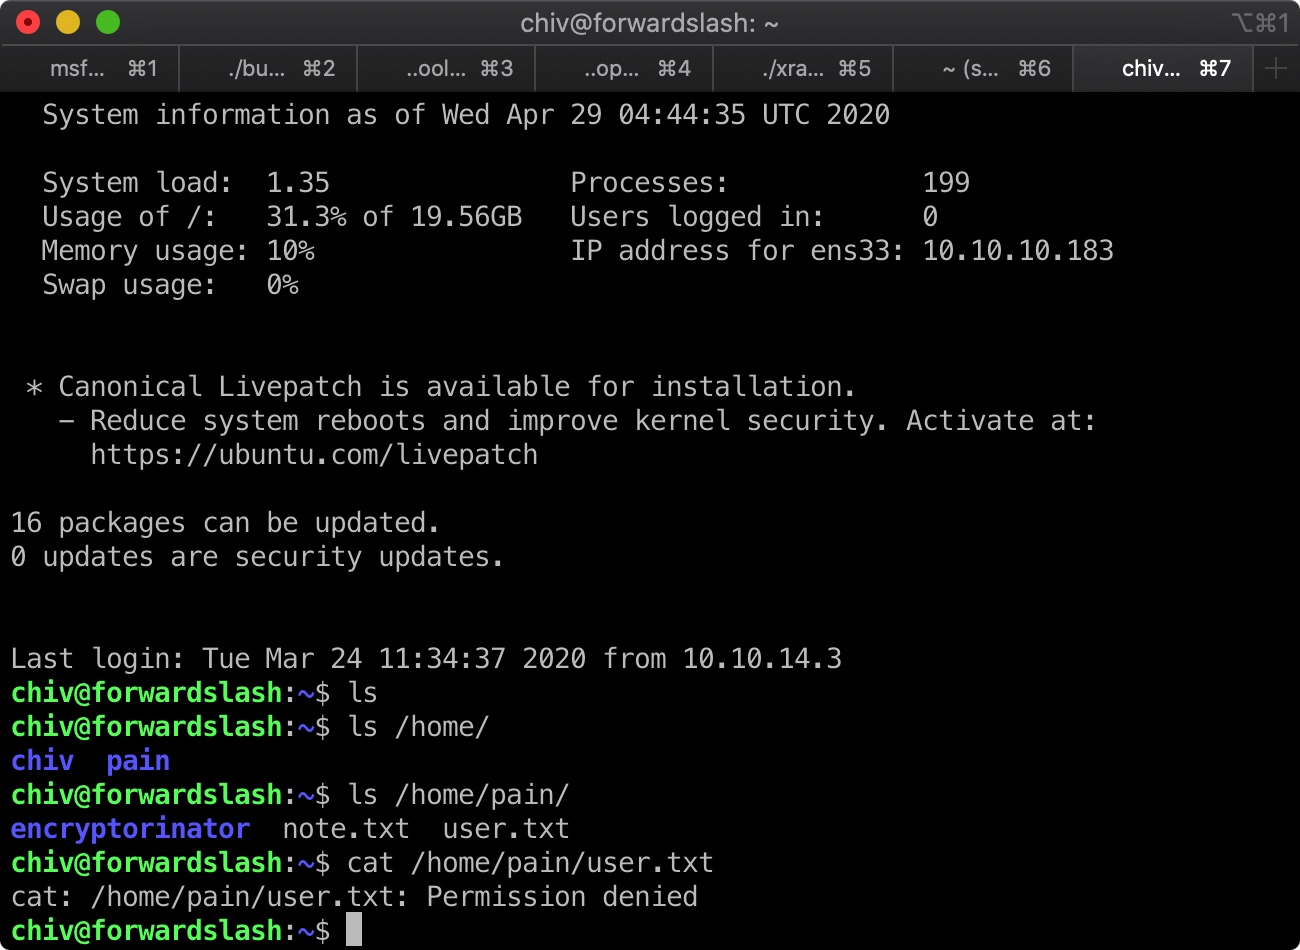 chiv@forwardslash: ~
⌥⌘1
msf... ⌘1 ./bu... ⌘2 ..ool... ⌘3 ..op... ⌘4 ./xra... ⌘5 ~ (s... ⌘6 chiv... ⌘7
System information as of Wed Apr 29 04:44:35 UTC 2020
System load: 1.35 Processes: 199
Usage of /: 31.3% of 19.56GB Users logged in: 0
Memory usage: 10% IP address for ens33: 10.10.10.183
Swap usage: 0%
* Canonical Livepatch is available for installation.
- Reduce system reboots and improve kernel security. Activate at:
https://ubuntu.com/livepatch
16 packages can be updated.
0 updates are security updates.
Last login: Tue Mar 24 11:34:37 2020 from 10.10.14.3
chiv@forwardslash:~$ ls
chiv@forwardslash:~$ ls /home/
chiv pain
chiv@forwardslash:~$ ls /home/pain/
encryptorinator note.txt user.txt
chiv@forwardslash:~$ cat /home/pain/user.txt
cat: /home/pain/user.txt: Permission denied
chiv@forwardslash:~$